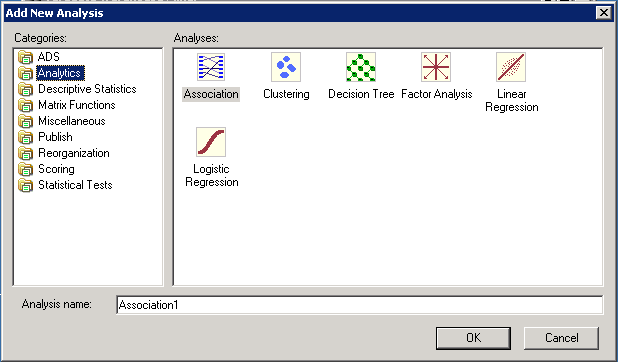 Add New Analysis
Categories:
Analyses:
ADS
Analytics
Descriptive Statistics
Matrix Functions
Miscellaneous
Publish
Reorganization
Scoring
Statistical Tests
Association
Clustering
Decision Tree
Factor Analysis
Linear
Regression
Logistic
Regression
Analysis name:
Association1
OK
Cancel